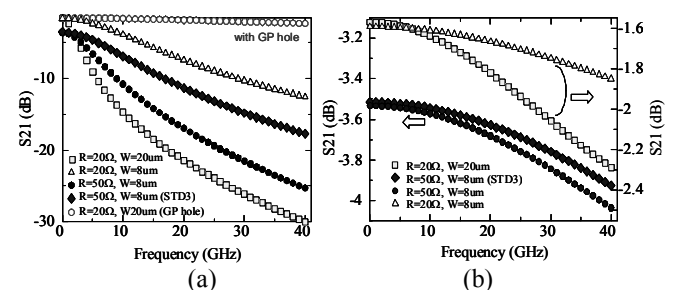 with GP hole
S21 (dB)
-10
-20
-30
R=20Ω, W=20um
R=20Ω, W=8um
R=50Ω, W=8um
R=50Ω, W=8um (STD3)
R=20Ω, W20um (GP hole)
0 10 20 30 40
Frequency (GHz)
(a)
S21 (dB)
-3.2
-3.4
-3.6
-3.8
-4
1.6
1.8
2
2.2
2.4
S21 (dB)
R=20Ω, W=20um
R=50Ω, W=8um (STD3)
R=50Ω, W=8um
R=20Ω, W=8um
0 10 20 30 40
Frequency (GHz)
(b)